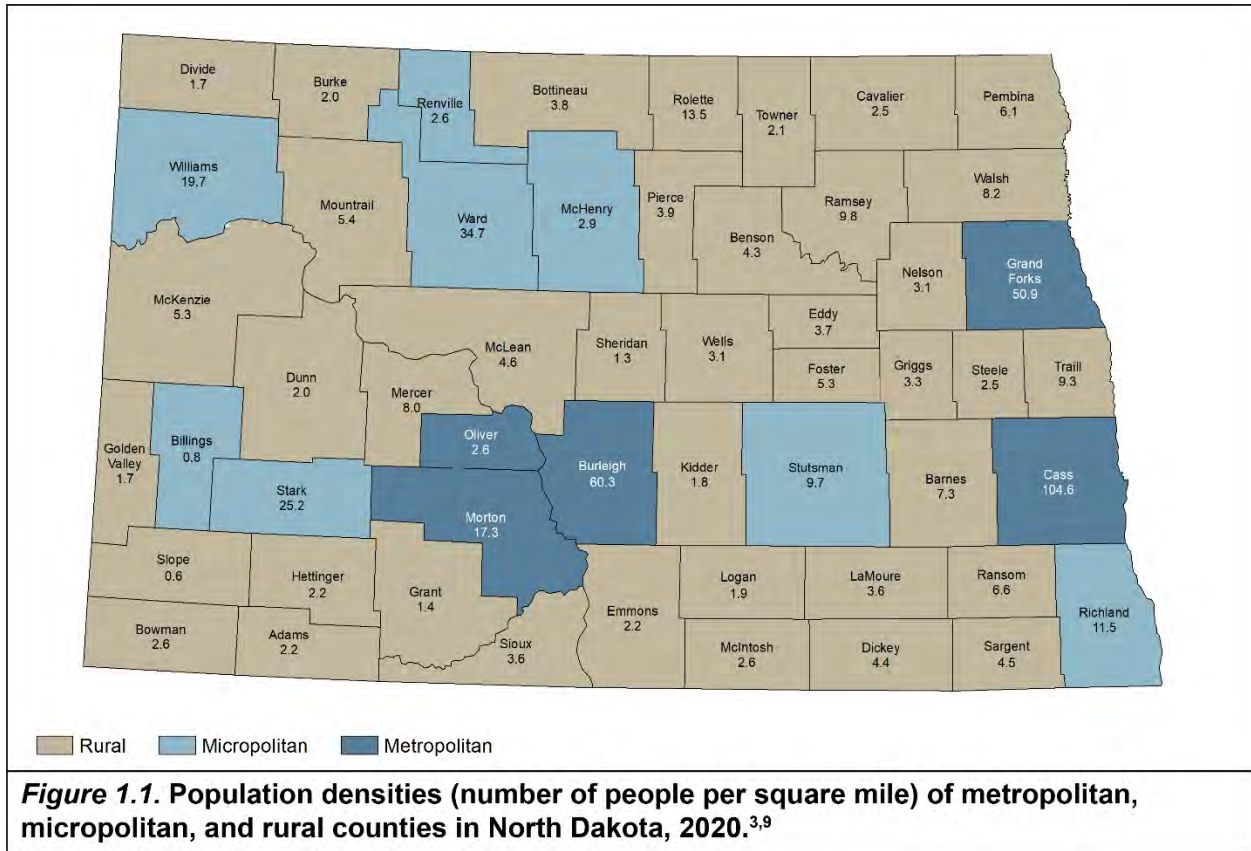 Divide
1.7
Burke
2.0
Renville
2.6
Bottineau
3.8
Rolette
13.5
Towner
2.1
Cavalier
2.5
Pembina
6.1
Williams
19.7
Mountrail
5.4
Ward
34.7
McHenry
2.9
Pierce
3.9
Benson
4.3
Ramsey
9.8
Walsh
8.2
Nelson
3.1
Grand
Forks
50.9
McKenzie
5.3
Dunn
2.0
McLean
4.6
Mercer
8.0
Sheridan
1.3
Wells
3.1
Eddy
3.7
Foster
5.3
Griggs
3.3
Steele
2.5
Traill
9.3
Golden
Valley
1.7
Billings
0.8
Stark
25.2
Oliver
2.6
Morton
17.3
Burleigh
60.3
Kidder
1.8
Stutsman
9.7
Barnes
7.3
Cass
104.6
Slope
0.6
Hettinger
2.2
Grant
1.4
Bowman
2.6
Adams
2.2
Sioux
3.6
Emmons
2.2
Logan
1.9
LaMoure
3.6
Ransom
6.6
Richland
11.5
McIntosh
2.6
Dickey
4.4
Sargent
4.5
Rural
Micropolitan
Metropolitan
Figure 1.1. Population densities (number of people per square mile) of metropolitan,
micropolitan, and rural counties in North Dakota, 2020.3,9